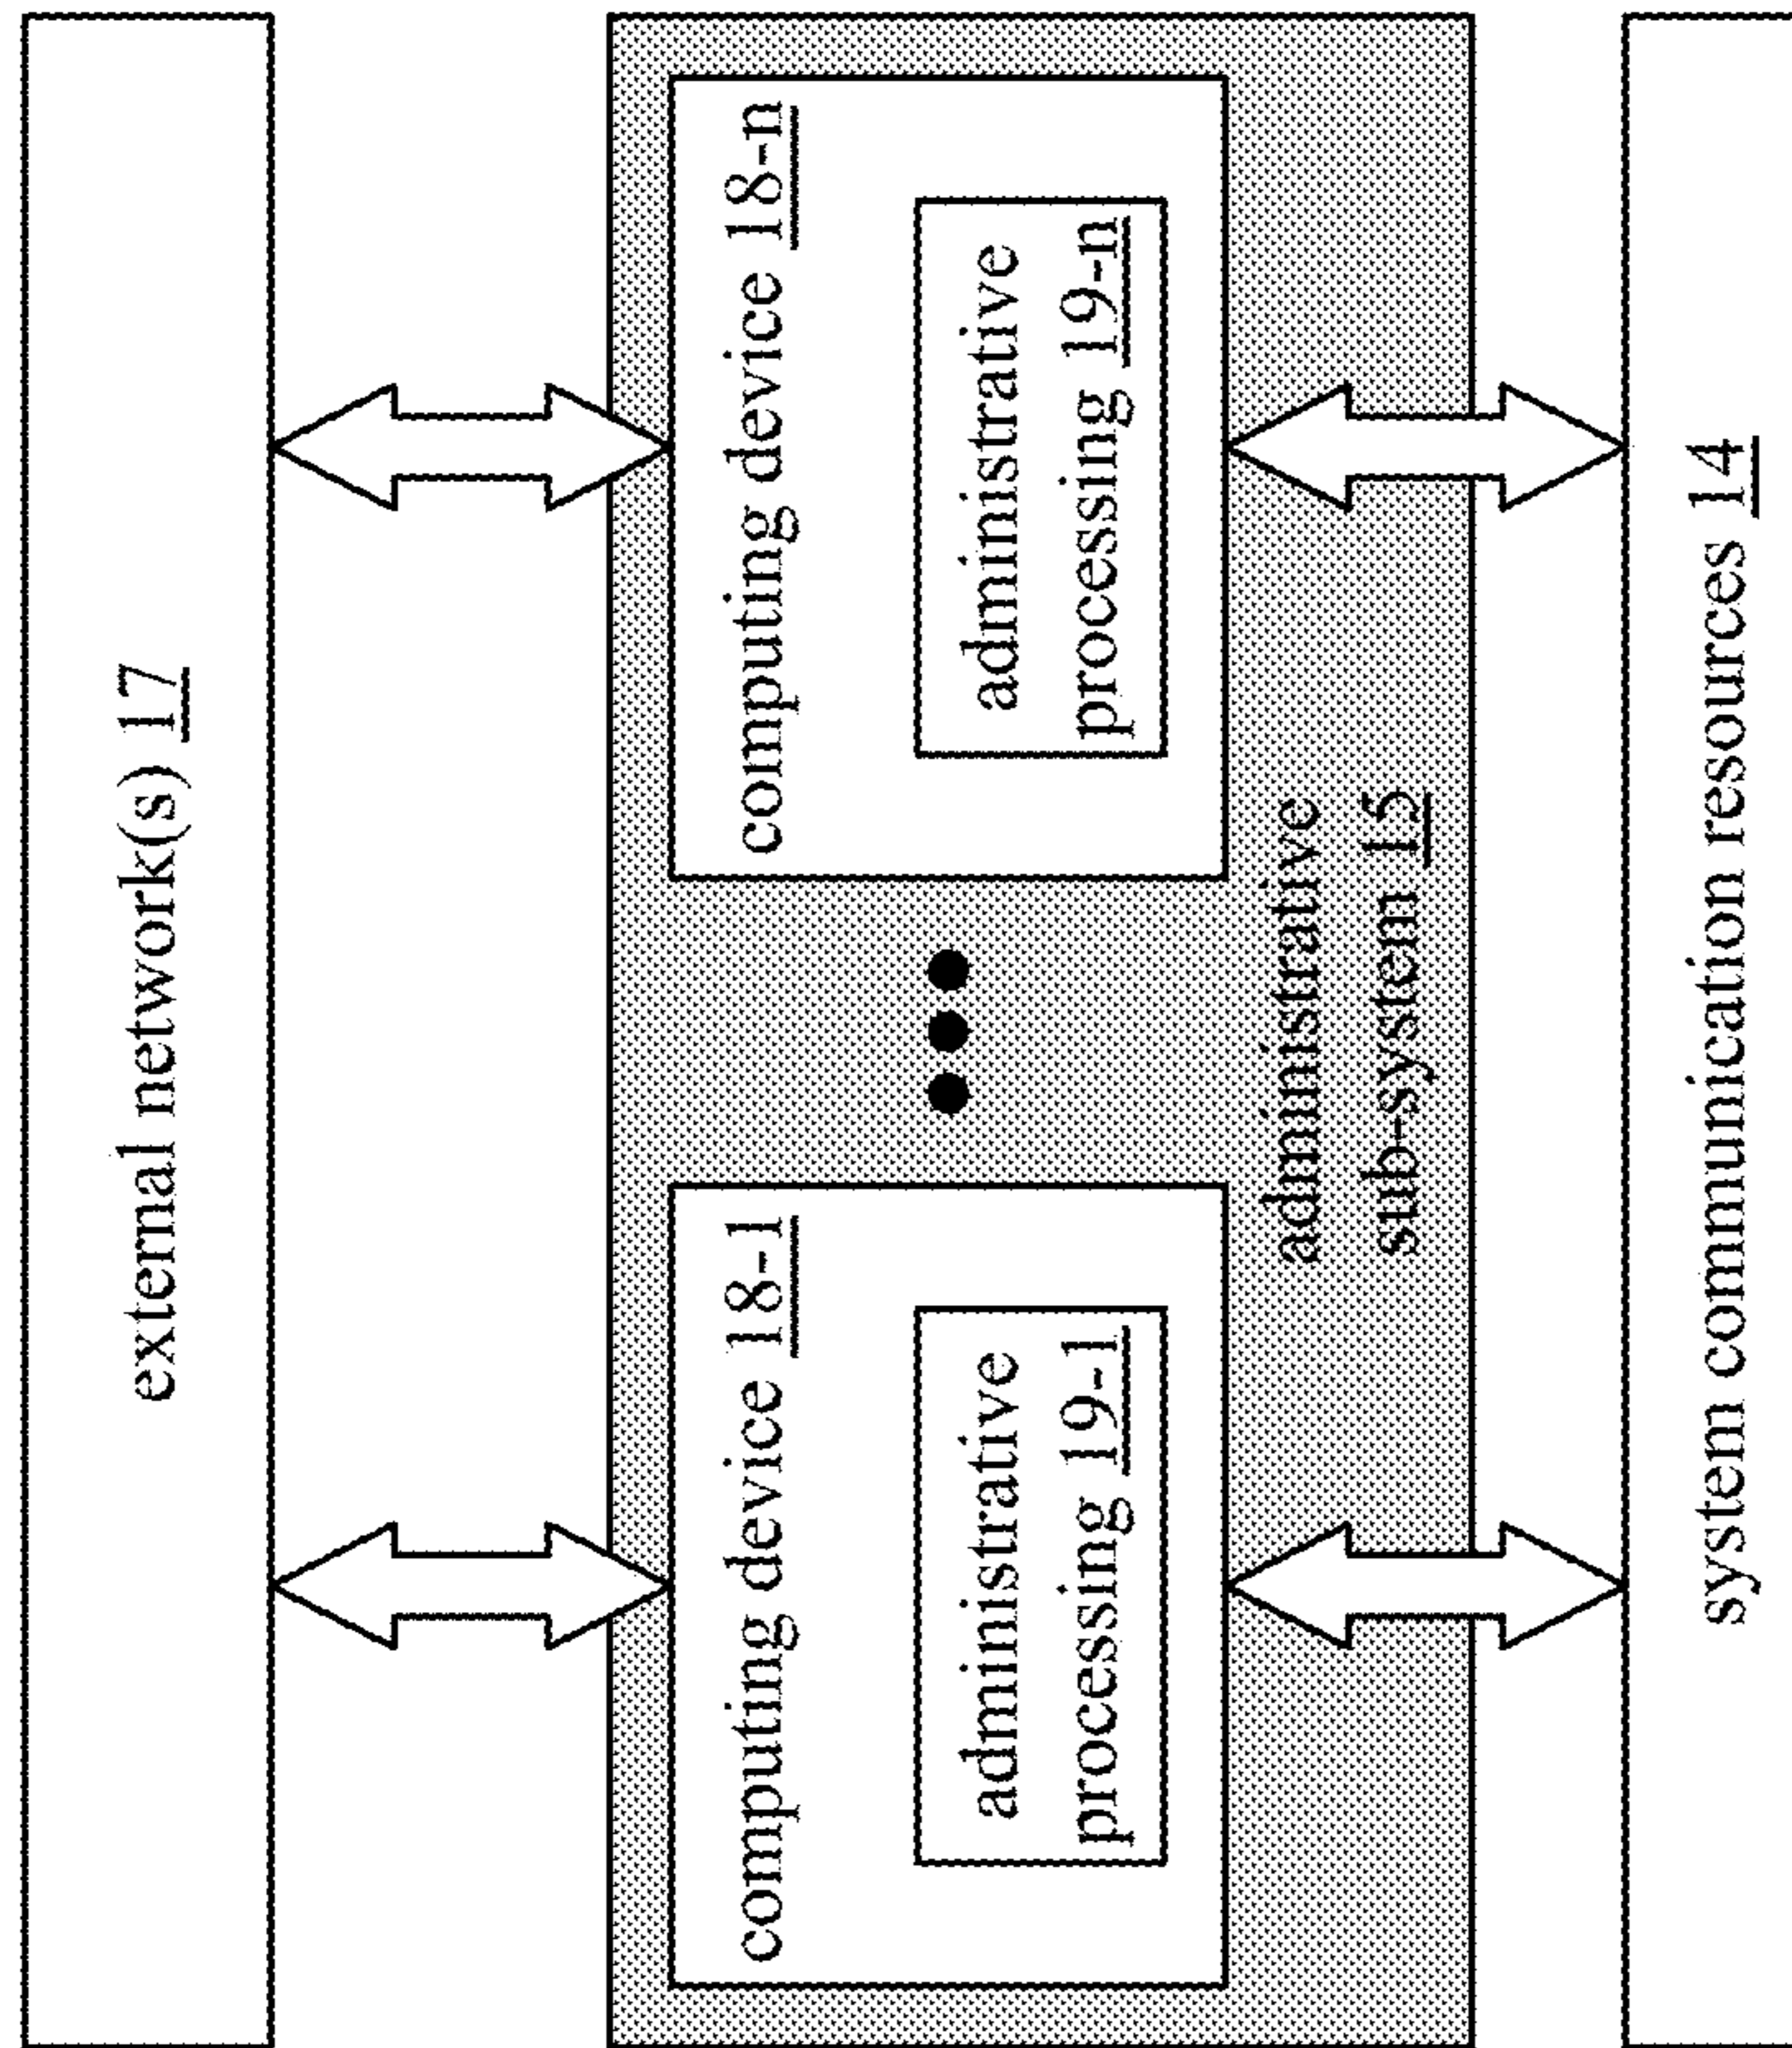 external network(s) 17
computing device 18-1
administrative
processing 19-1
computing device 18-n
administrative
processing 19-n
administrative
sub-system 15
system communication resources 14